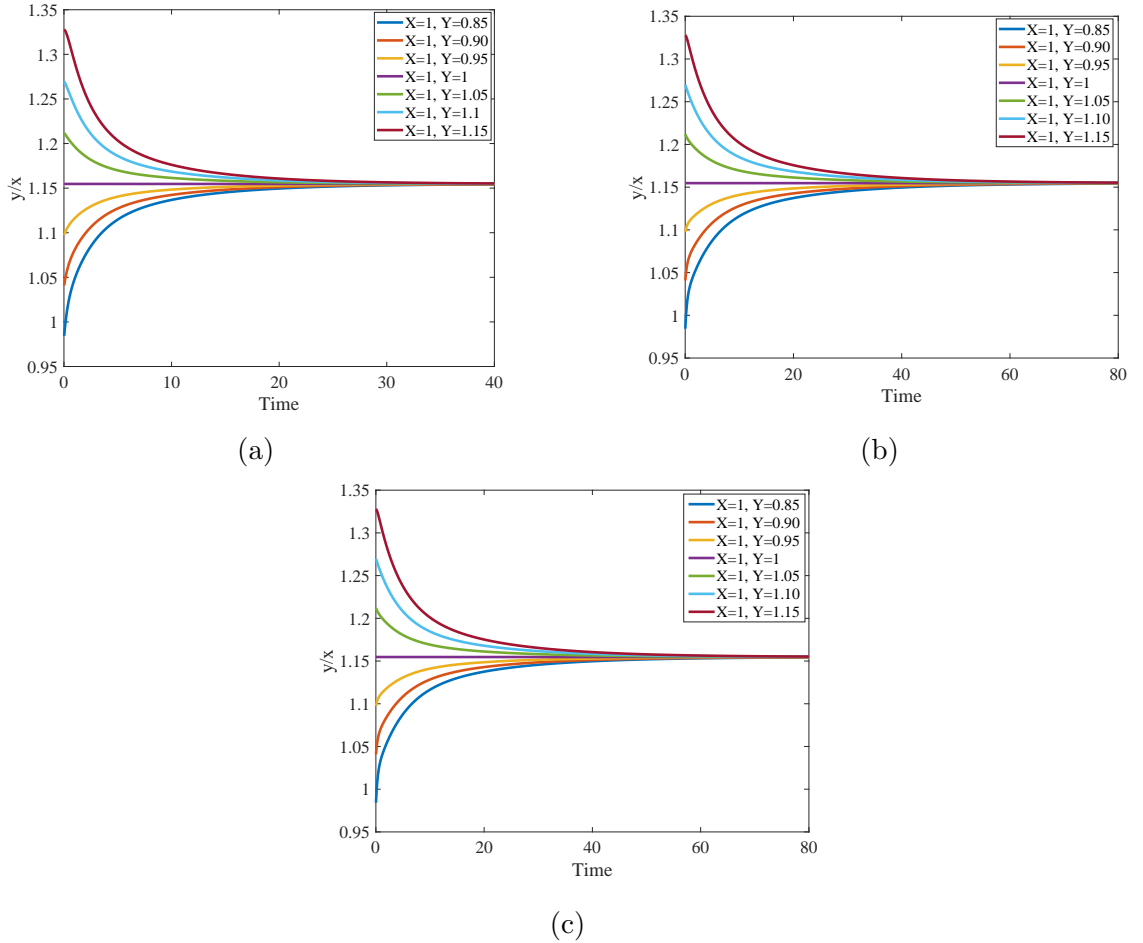 1.35
1.3
1.25
1.2
1.15
1.1
1.05
1
0.95
y/x
0 10 20 30 40
Time
X=1, Y=0.85
X=1, Y=0.90
X=1, Y=0.95
X=1, Y=1
X=1, Y=1.05
X=1, Y=1.1
X=1, Y=1.15
(a)
1.35
1.3
1.25
1.2
1.15
1.1
1.05
1
0.95
y/x
0 20 40 60 80
Time
X=1, Y=0.85
X=1, Y=0.90
X=1, Y=0.95
X=1, Y=1
X=1, Y=1.05
X=1, Y=1.10
X=1, Y=1.15
(b)
1.35
1.3
1.25
1.2
1.15
1.1
1.05
1
0.95
y/x
0 20 40 60 80
Time
X=1, Y=0.85
X=1, Y=0.90
X=1, Y=0.95
X=1, Y=1
X=1, Y=1.05
X=1, Y=1.10
X=1, Y=1.15
(c)